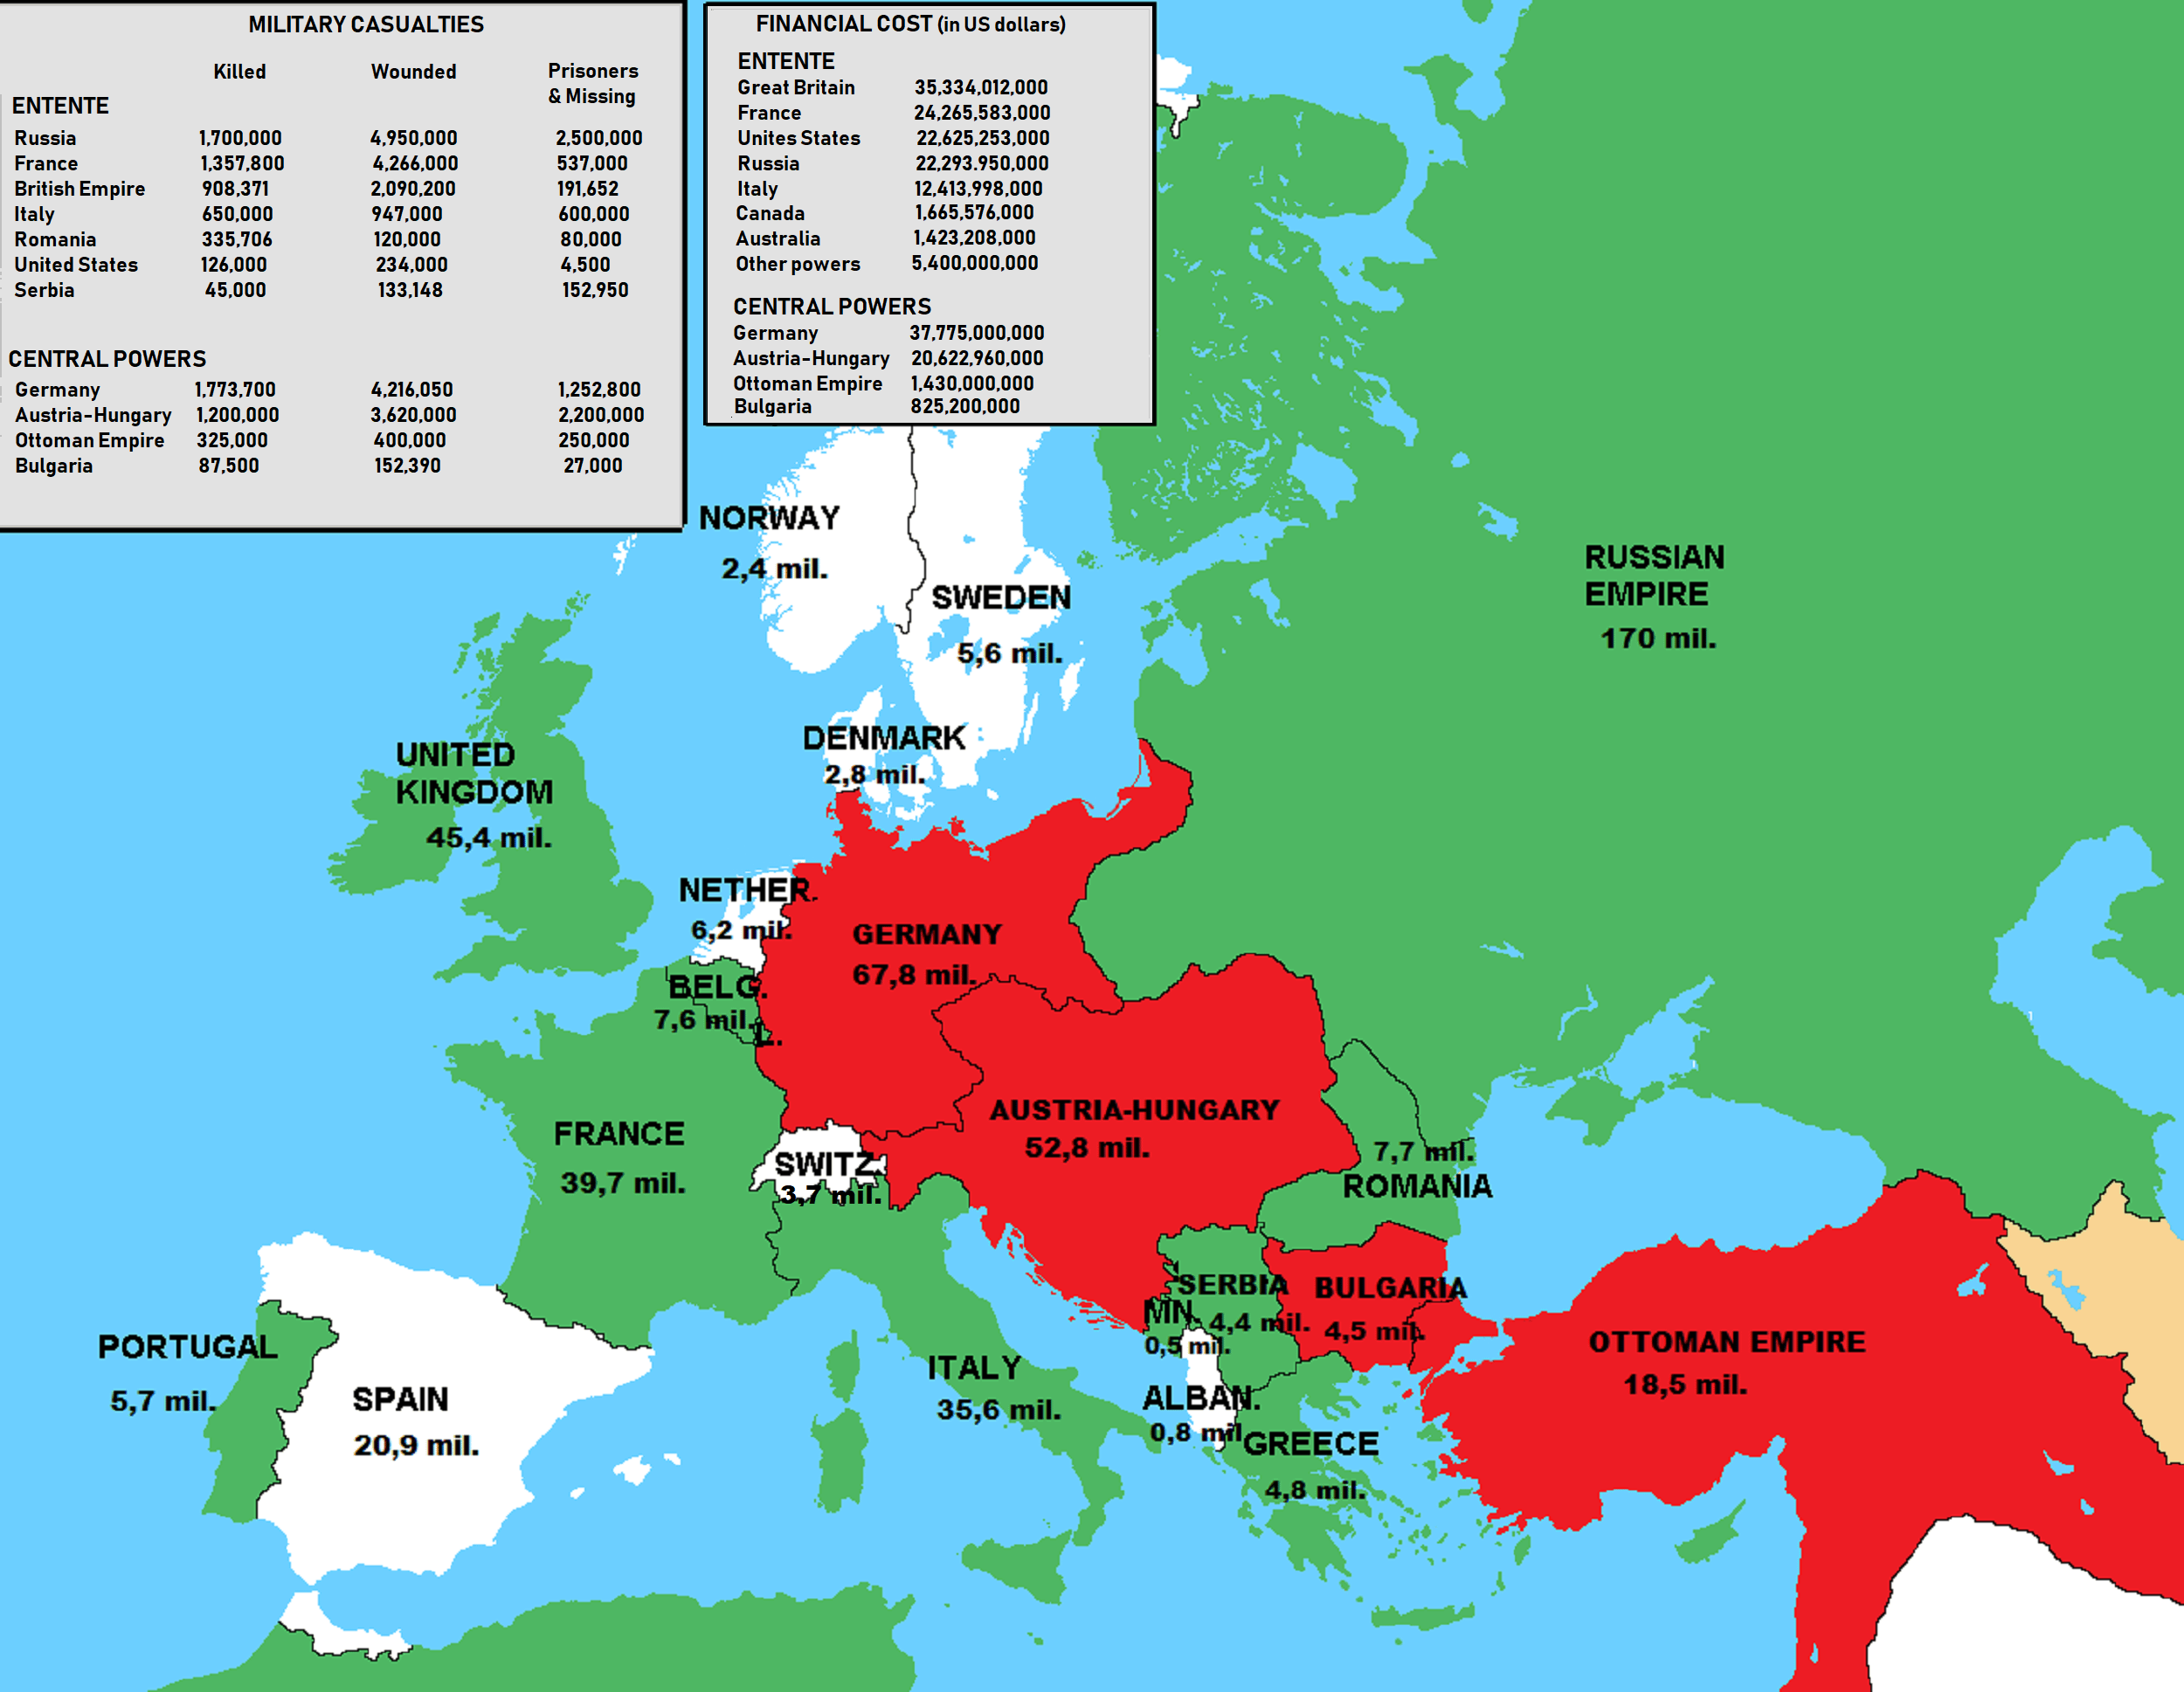 MILITARY CASUALTIES
Killed Wounded Prisoners
& Missing
ENTENTE
Russia 1,700,000 4,950,000 2,500,000
France 1,357,800 4,266,000 537,000
British Empire 908,371 2,090,200 191,652
Italy 650,000 947,000 600,000
Romania 335,706 120,000 80,000
United States 126,000 234,000 4,500
Serbia 45,000 133,148 152,950
CENTRAL POWERS
Germany 1,773,700 4,216,050 1,252,800
Austria-Hungary 1,200,000 3,620,000 2,200,000
Ottoman Empire 325,000 400,000 250,000
Bulgaria 87,500 152,390 27,000
FINANCIAL COST (in US dollars)
ENTENTE
Great Britain 35,334,012,000
France 24,265,583,000
Unites States 22,625,253,000
Russia 22,293.950,000
Italy 12,413,998,000
Canada 1,665,576,000
Australia 1,423,208,000
Other powers 5,400,000,000
CENTRAL POWERS
Germany 37,775,000,000
Austria-Hungary 20,622,960,000
Ottoman Empire 1,430,000,000
Bulgaria 825,200,000
NORWAY
2,4 mil.
SWEDEN
5,6 mil.
RUSSIAN
EMPIRE
170 mil.
DENMARK
2,8 mil.
UNITED
KINGDOM
45,4 mil.
NETHER.
6,2 mil.
GERMANY
67,8 mil.
BELG.
7,6 mil.
L.
FRANCE
39,7 mil.
SWITZ.
3,7 mil.
AUSTRIA-HUNGARY
52,8 mil.
7,7 mil.
ROMANIA
SERBIA
4,4 mil.
BULGARIA
4,5 mil.
MN.
0,5 mil.
PORTUGAL
5,7 mil.
SPAIN
20,9 mil.
ITALY
35,6 mil.
ALBAN.
0,8 mil.
GREECE
4,8 mil.
OTTOMAN EMPIRE
18,5 mil.